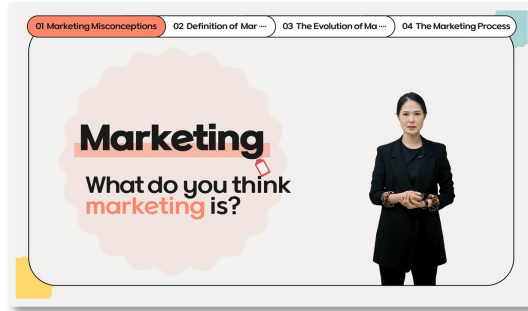 01 Marketing Misconceptions
02 Definition of Mar ····
03 The Evolution of Ma ····
04 The Marketing Process
Marketing
What do you think
marketing is?